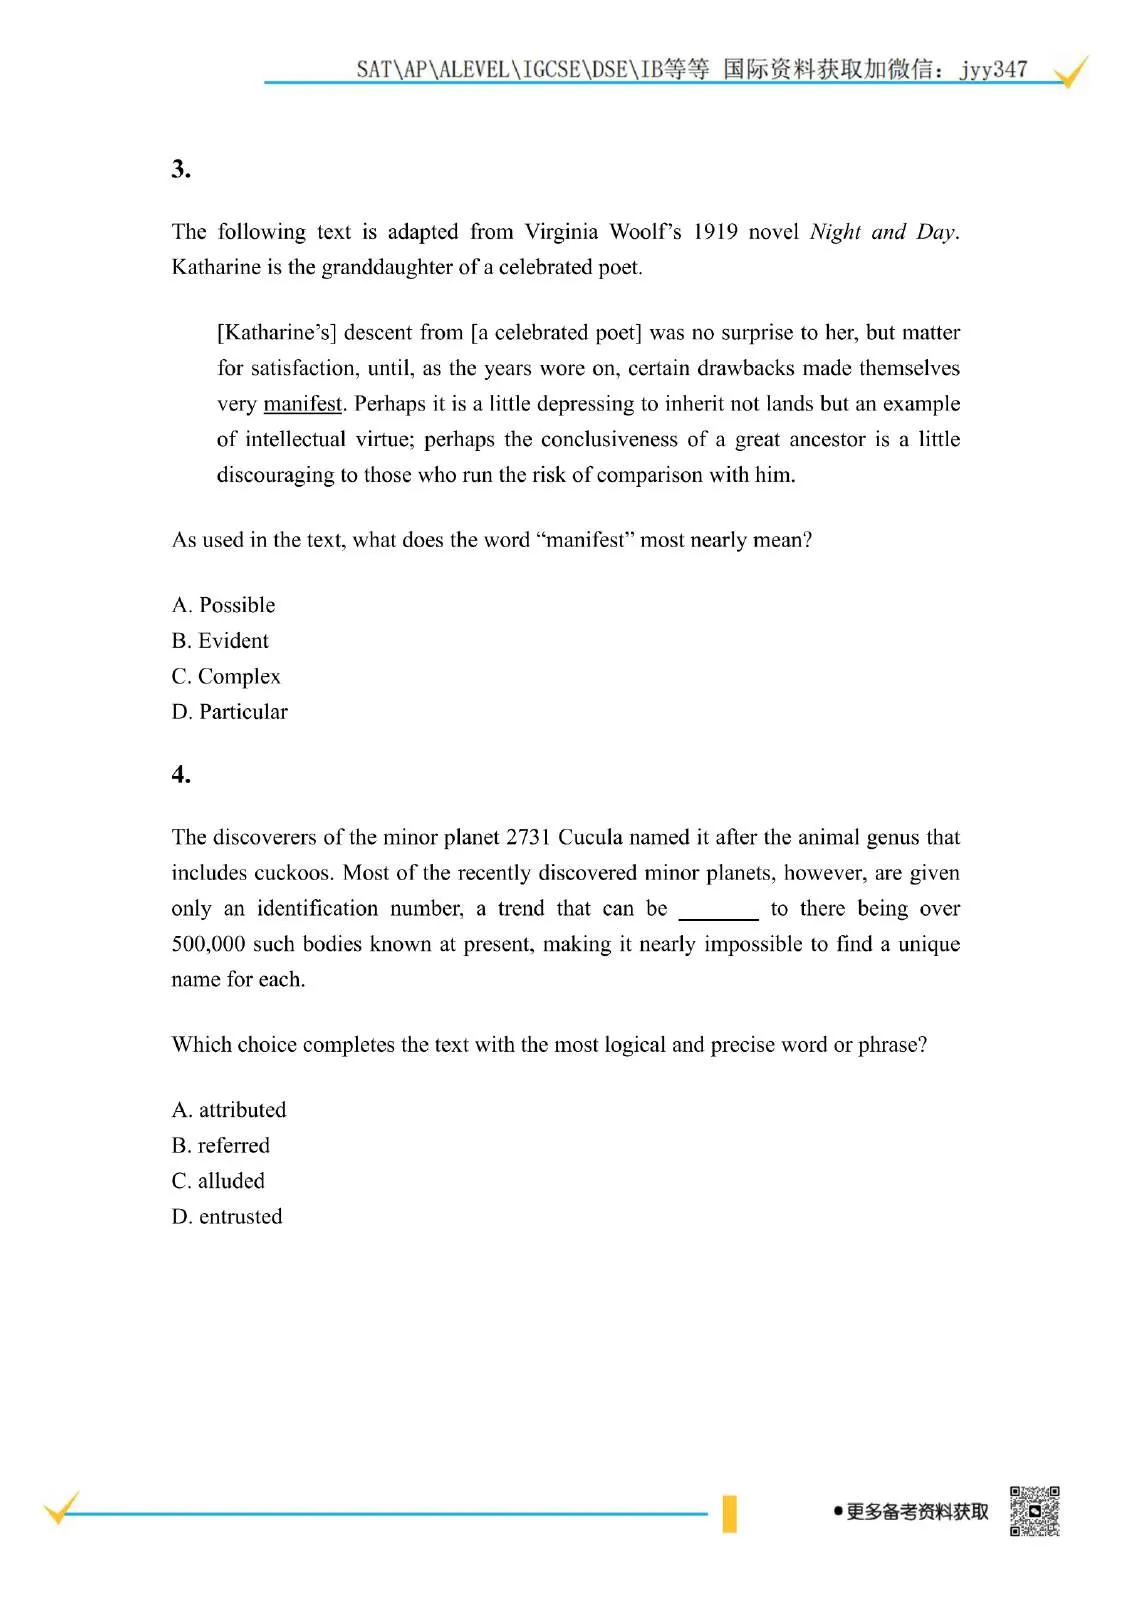 SAT\AP\ALEVEL\IGCSE\DSE\IB等等 国际资料获取加微信：jyy347
3.
The following text is adapted from Virginia Woolf’s 1919 novel Night and Day.
Katharine is the granddaughter of a celebrated poet.
[Katharine’s] descent from [a celebrated poet] was no surprise to her, but matter
for satisfaction, until, as the years wore on, certain drawbacks made themselves
very manifest. Perhaps it is a little depressing to inherit not lands but an example
of intellectual virtue; perhaps the conclusiveness of a great ancestor is a little
discouraging to those who run the risk of comparison with him.
As used in the text, what does the word “manifest” most nearly mean?
A. Possible
B. Evident
C. Complex
D. Particular
4.
The discoverers of the minor planet 2731 Cucula named it after the animal genus that
includes cuckoos. Most of the recently discovered minor planets, however, are given
only an identification number, a trend that can be _______ to there being over
500,000 such bodies known at present, making it nearly impossible to find a unique
name for each.
Which choice completes the text with the most logical and precise word or phrase?
A. attributed
B. referred
C. alluded
D. entrusted
●更多备考资料获取